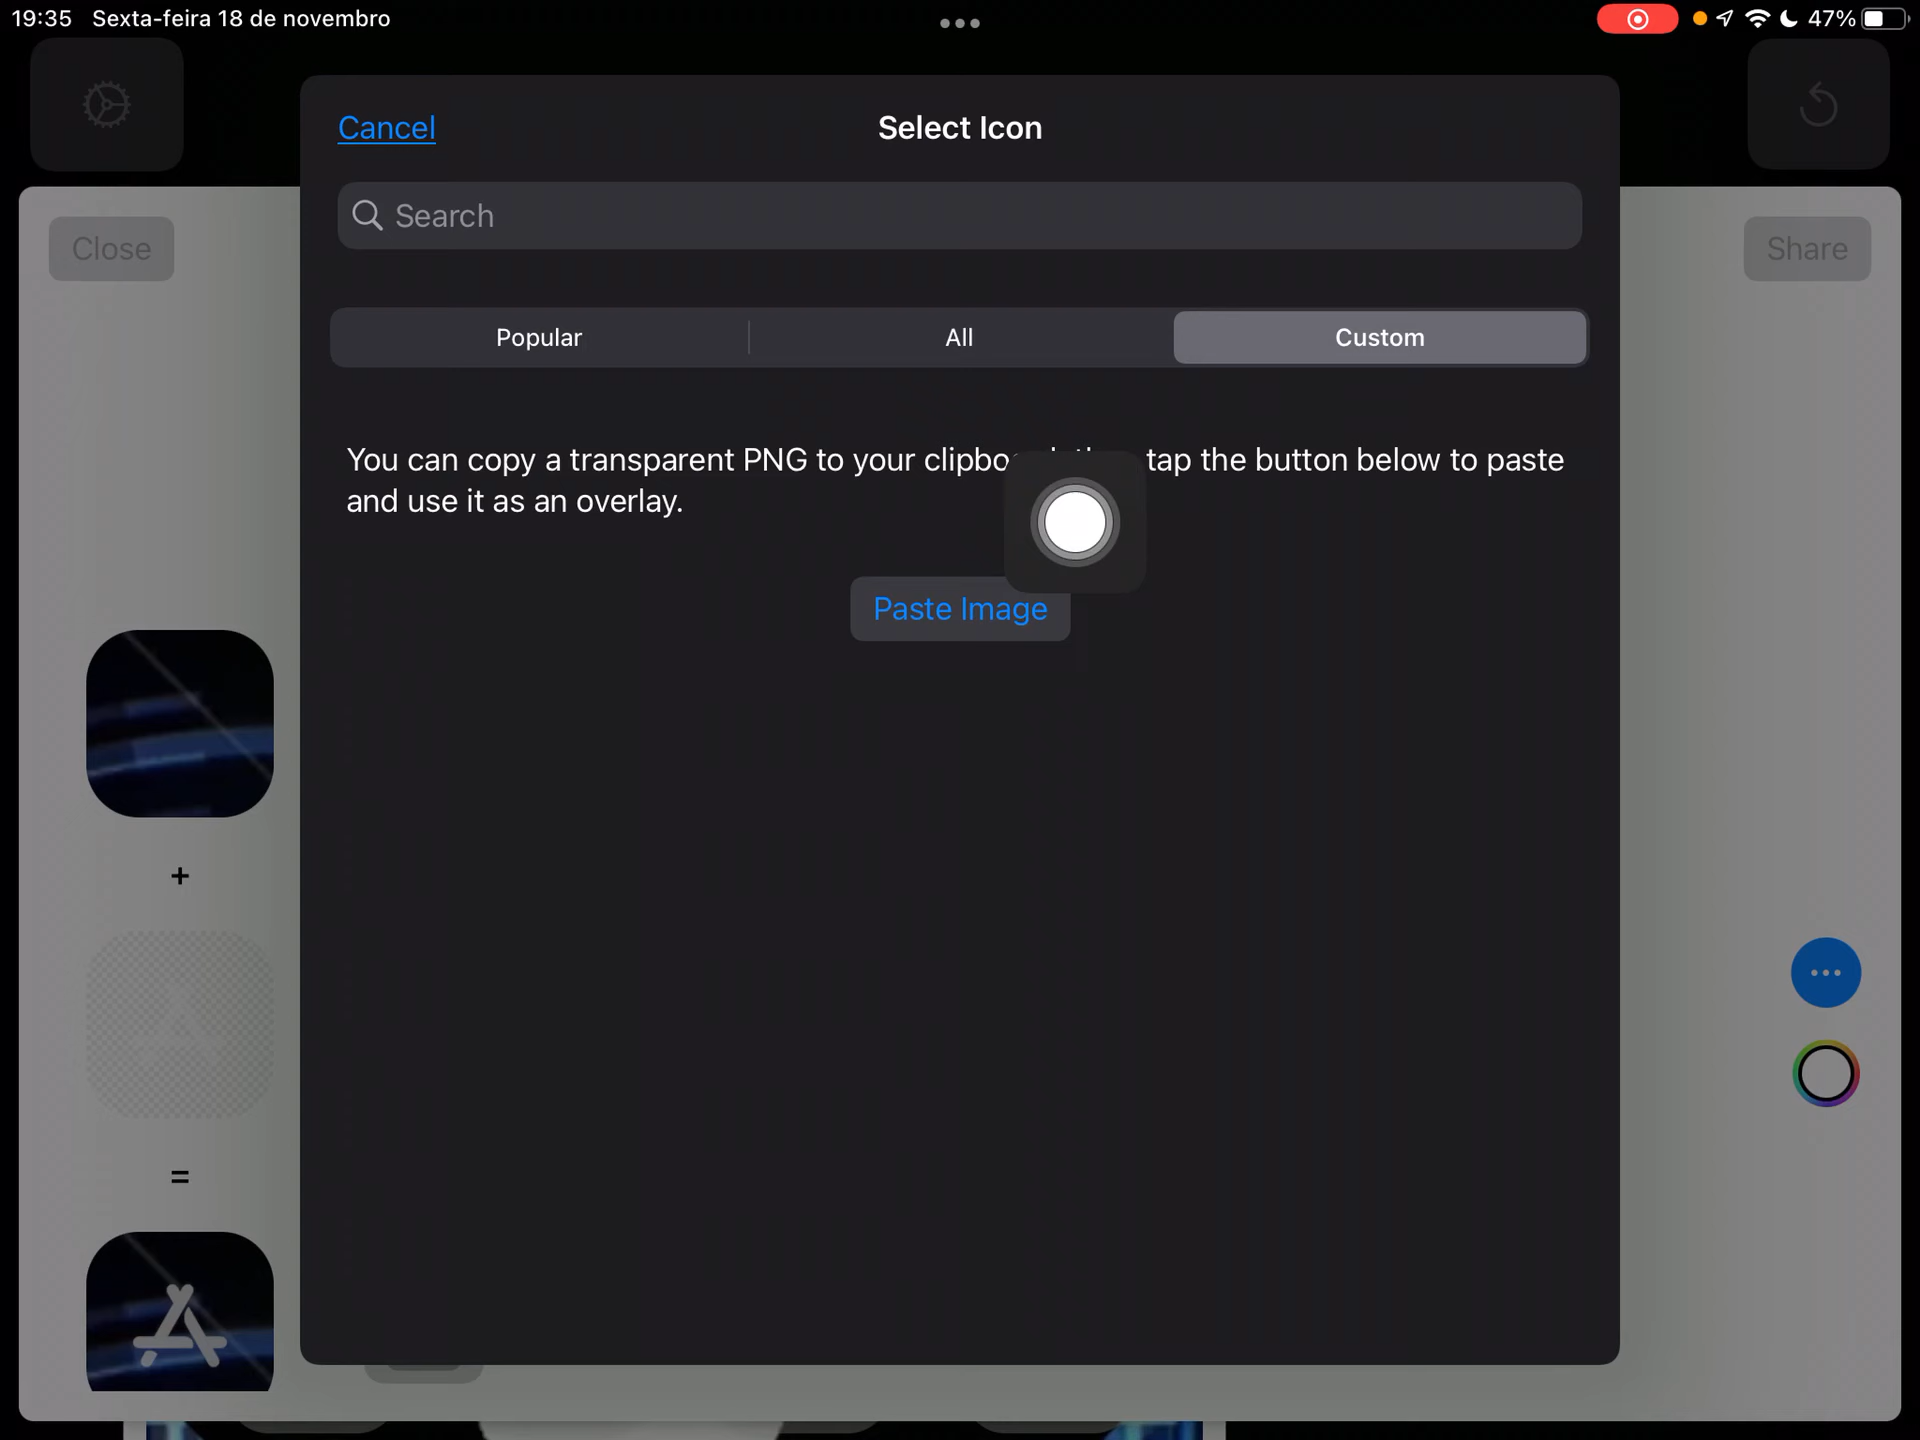 19:35 Sexta-feira 18 de novembro 47%
Cancel Select Icon
Search
Close Share
Popular All Custom
You can copy a transparent PNG to your tap the button below to paste
and use it as an overlay.
Paste Image
+
=